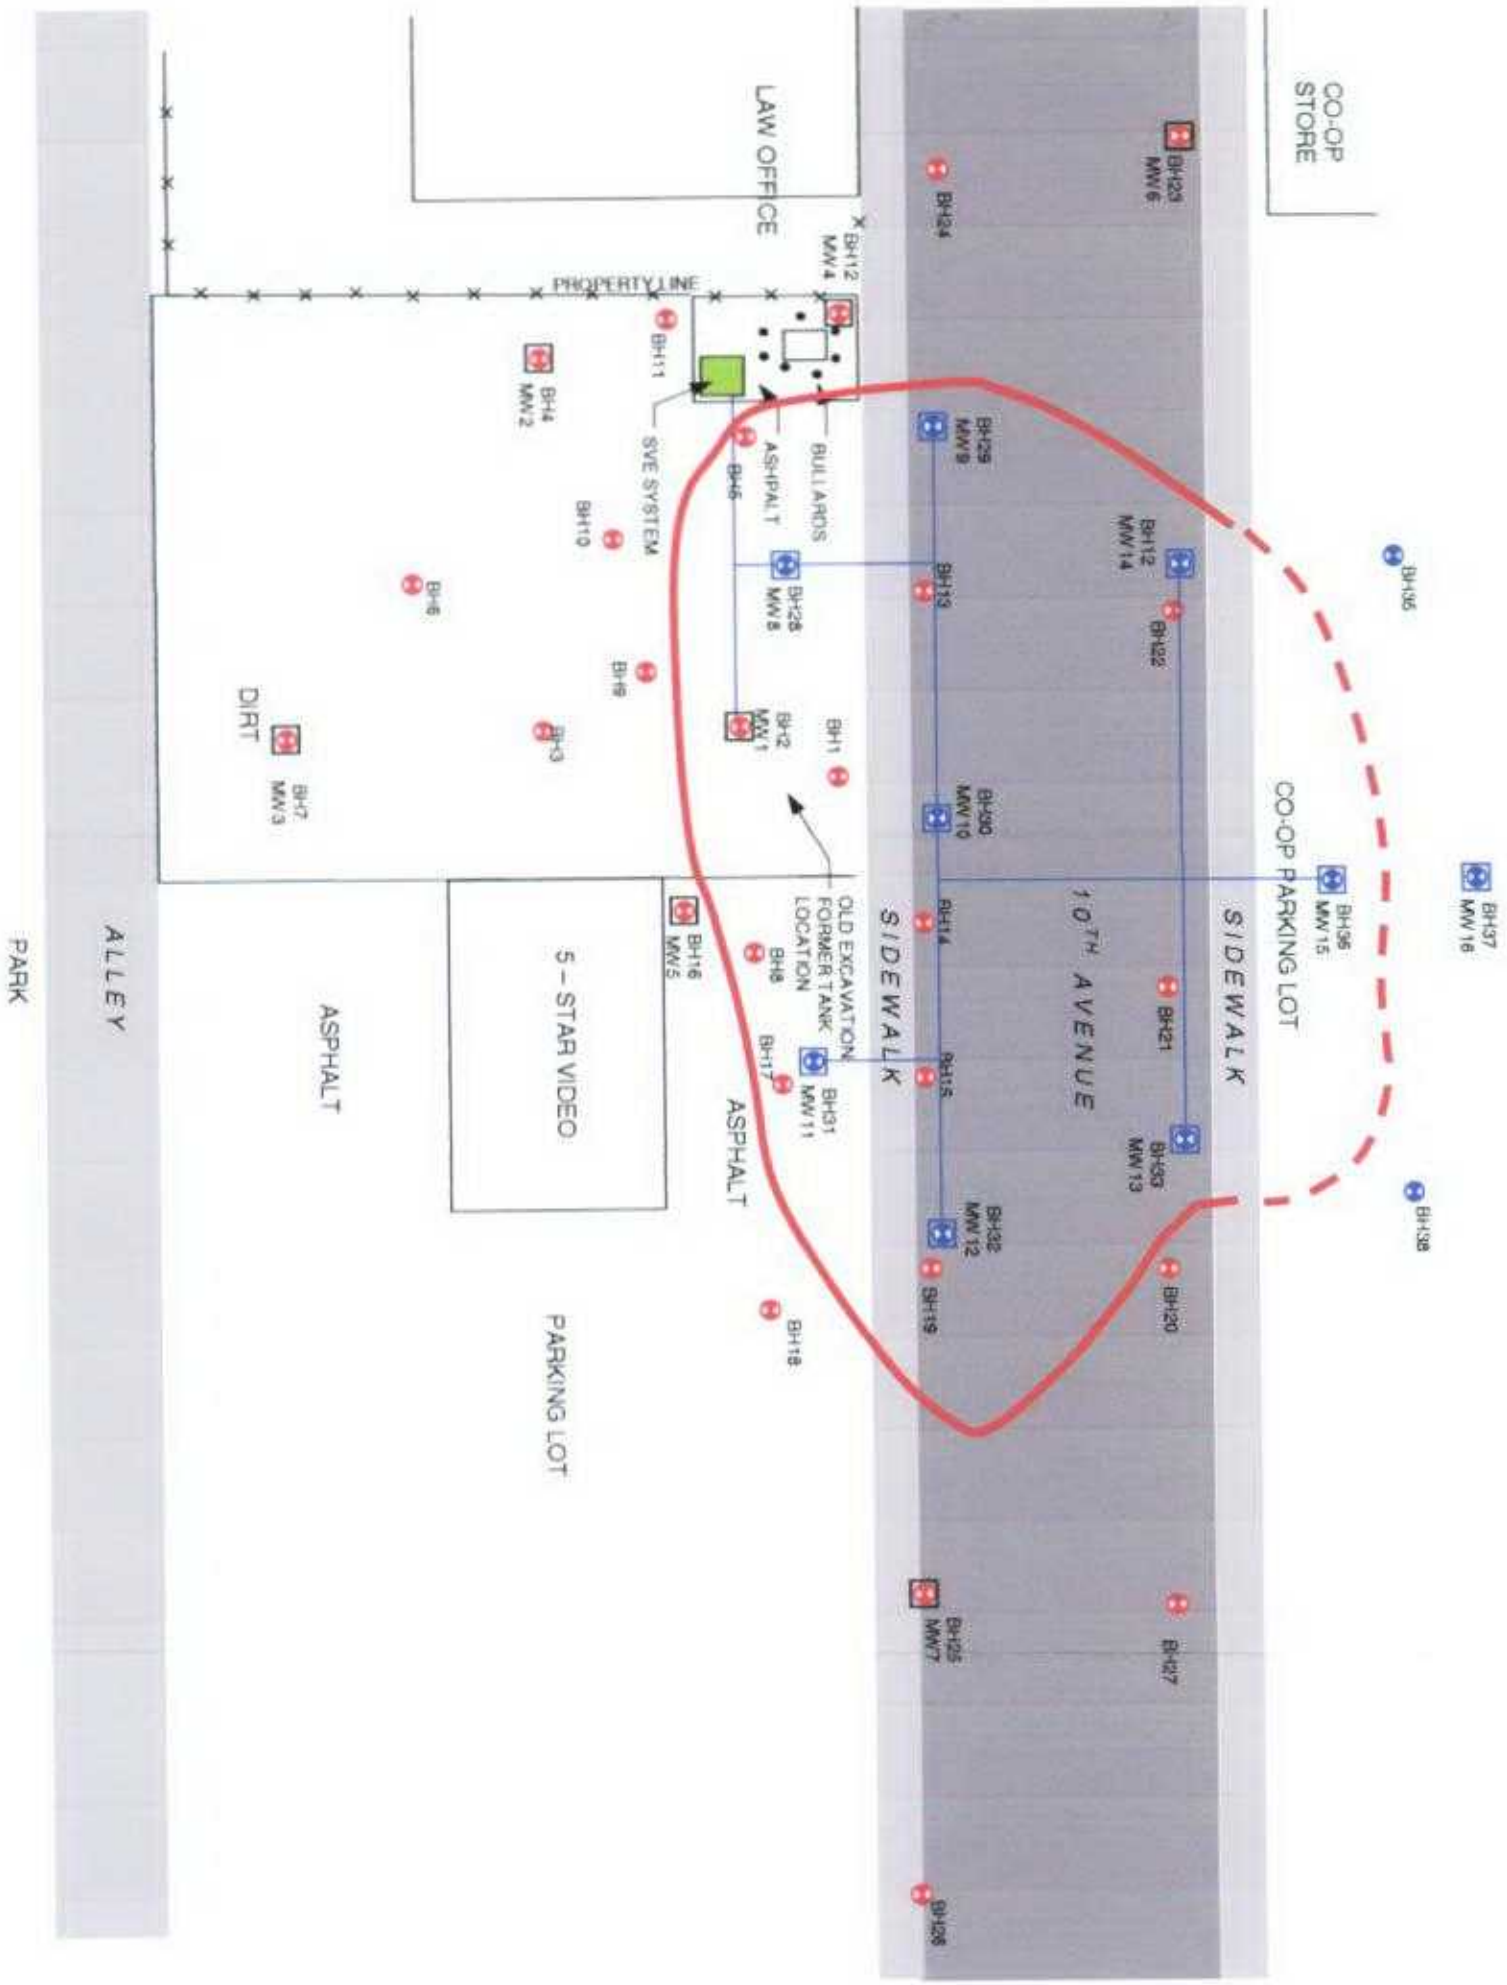 CO-OP
STORE
BH23
MW6
BH24
LAW OFFICE
BH12
MW4
PROPERTY LINE
BH11
BH4
MW2
SVE SYSTEM
ASHPALT
BULLARDS
BH5
BH29
MW9
BH12
MW14
BH35
BH10
BH6
BH28
MW8
BH13
BH22
BH9
BH3
DIRT
BH7
MW3
BH2
MW1
BH1
BH30
MW10
CO-OP PARKING LOT
BH36
MW15
BH37
MW16
OLD EXCAVATION
FORMER TANK
LOCATION
BH16
MW5
BH8
BH14
SIDEWALK
10TH AVENUE
SIDEWALK
BH21
5 – STAR VIDEO
ASPHALT
ALLEY
PARK
BH17
BH31
MW11
BH15
ASPHALT
BH33
MW13
BH38
BH32
MW12
BH19
BH20
BH18
PARKING LOT
BH25
MW7
BH27
BH26